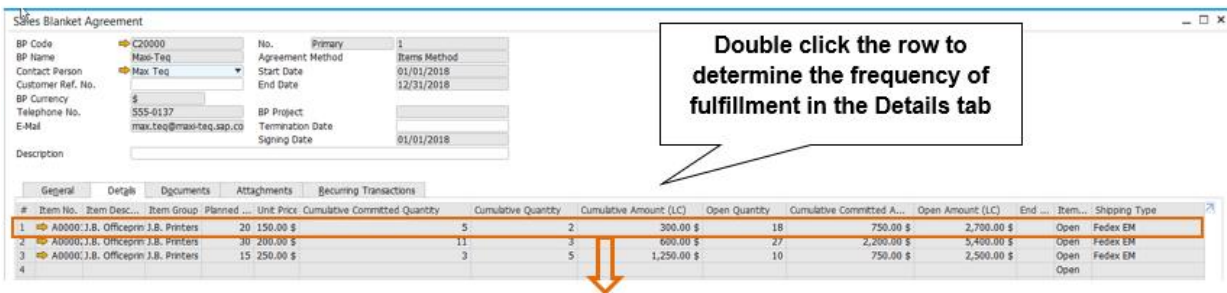 Sales Blanket Agreement
BP Code C20000 No. Primary 1
BP Name Maxi-Teq Agreement Method Items Method
Contact Person Max Teq Start Date 01/01/2018
Customer Ref. No. End Date 12/31/2018
BP Currency $
Telephone No. 555-0137 BP Project
E-Mail max.teq@maxi-teq.sap.co Termination Date
Signing Date 01/01/2018
Description
Double click the row to
determine the frequency of
fulfillment in the Details tab
General Details Documents Attachments Recurring Transactions
# Item No. Item Desc... Item Group Planned ... Unit Price Cumulative Committed Quantity Cumulative Quantity Cumulative Amount (LC) Open Quantity Cumulative Committed A... Open Amount (LC) End ... Item... Shipping Type
1 A0000 J.B. Officeprin J.B. Printers 20 150.00 $ 5 2 300.00 $ 18 750.00 $ 2,700.00 $ Open Fedex EM
2 A0000 J.B. Officeprin J.B. Printers 30 200.00 $ 11 3 600.00 $ 27 2,200.00 $ 5,400.00 $ Open Fedex EM
3 A0000 J.B. Officeprin J.B. Printers 15 250.00 $ 3 5 1,250.00 $ 10 750.00 $ 2,500.00 $ Open Fedex EM
4 Open